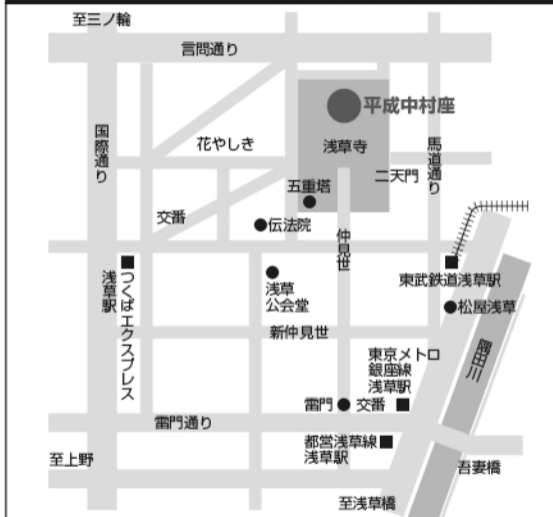 至三ノ輪
言問通り
平成中村座
国際通り
花やしき
浅草寺
馬道通り
二天門
五重塔
交番
伝法院
仲見世
東武鉄道浅草駅
つくばエクスプレス
浅草駅
浅草
公会堂
松屋浅草
新仲見世
隅田川
東京メトロ
銀座線
浅草駅
雷門
交番
雷門通り
都営浅草線
浅草駅
至上野
吾妻橋
至浅草橋